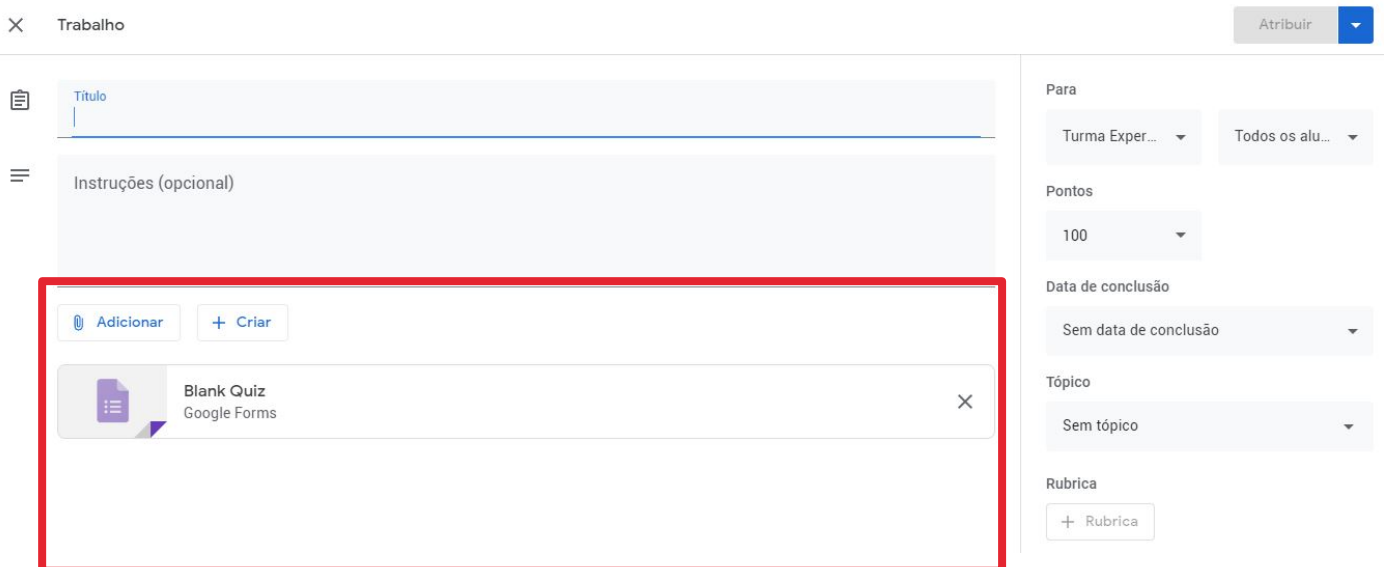 Trabalho
Atribuir
Título
Instruções (opcional)
Adicionar
+ Criar
Blank Quiz
Google Forms
Para
Turma Exper... Todos os alu...
Pontos
100
Data de conclusão
Sem data de conclusão
Tópico
Sem tópico
Rubrica
+ Rubrica